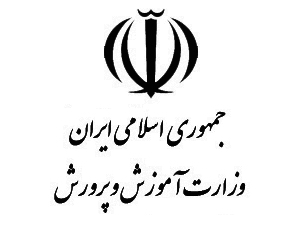 جمهوری اسلامی ایران
وزارت آموزش و پرورش